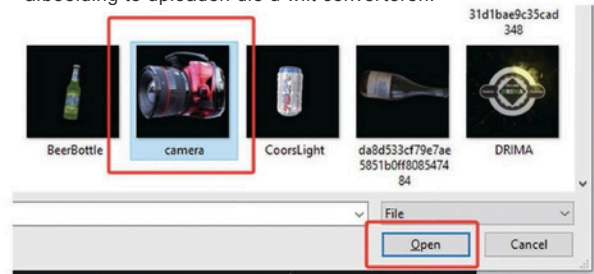 afbeelding te uploaden die u wilt converteren.
31d1bae9c35cad
348
BeerBottle
camera
CoorsLight
da8d533cf79e7ae
5851b0ff8085474
84
DRIMA
File
Open
Cancel